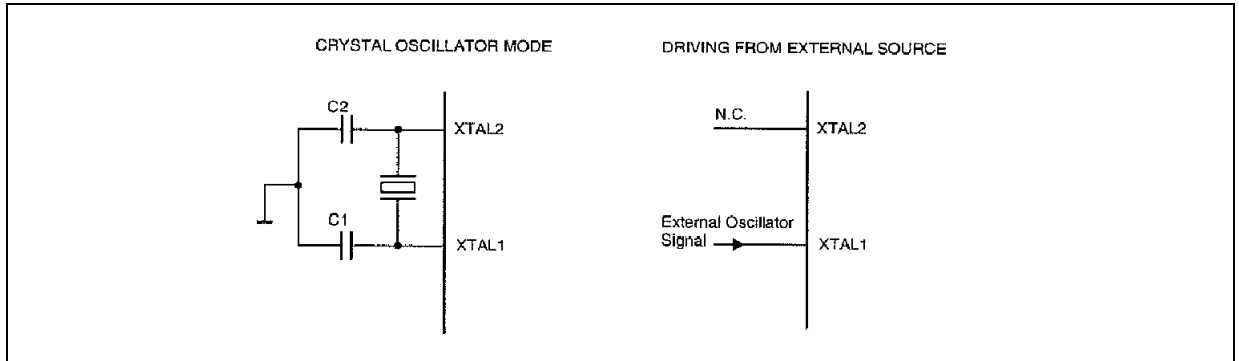 CRYSTAL OSCILLATOR MODE
C2
XTAL2
C1
XTAL1
DRIVING FROM EXTERNAL SOURCE
N.C.
XTAL2
External Oscillator
Signal
XTAL1